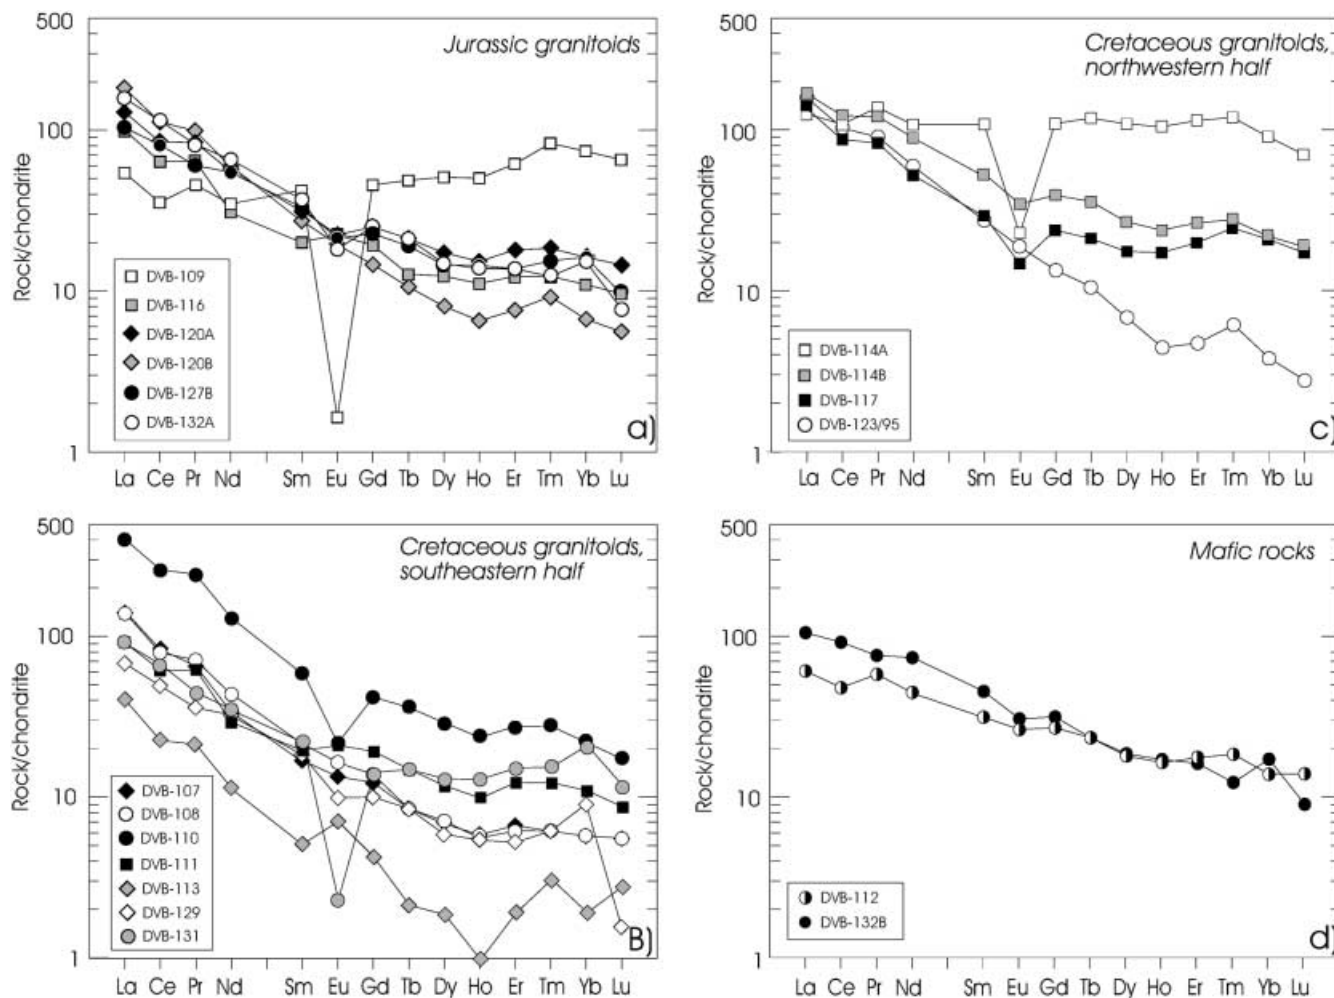 500
100
10
1
Rock/chondrite
Jurassic granitoids
DVB-109
DVB-116
DVB-120A
DVB-120B
DVB-127B
DVB-132A
a)
La Ce Pr Nd Sm Eu Gd Tb Dy Ho Er Tm Yb Lu
500
100
10
1
Rock/chondrite
Cretaceous granitoids,
northwestern half
DVB-114A
DVB-114B
DVB-117
DVB-123/95
c)
La Ce Pr Nd Sm Eu Gd Tb Dy Ho Er Tm Yb Lu
500
100
10
1
Rock/chondrite
Cretaceous granitoids,
southeastern half
DVB-107
DVB-108
DVB-110
DVB-111
DVB-113
DVB-129
DVB-131
B)
La Ce Pr Nd Sm Eu Gd Tb Dy Ho Er Tm Yb Lu
500
100
10
1
Rock/chondrite
Mafic rocks
DVB-112
DVB-132B
d)
La Ce Pr Nd Sm Eu Gd Tb Dy Ho Er Tm Yb Lu